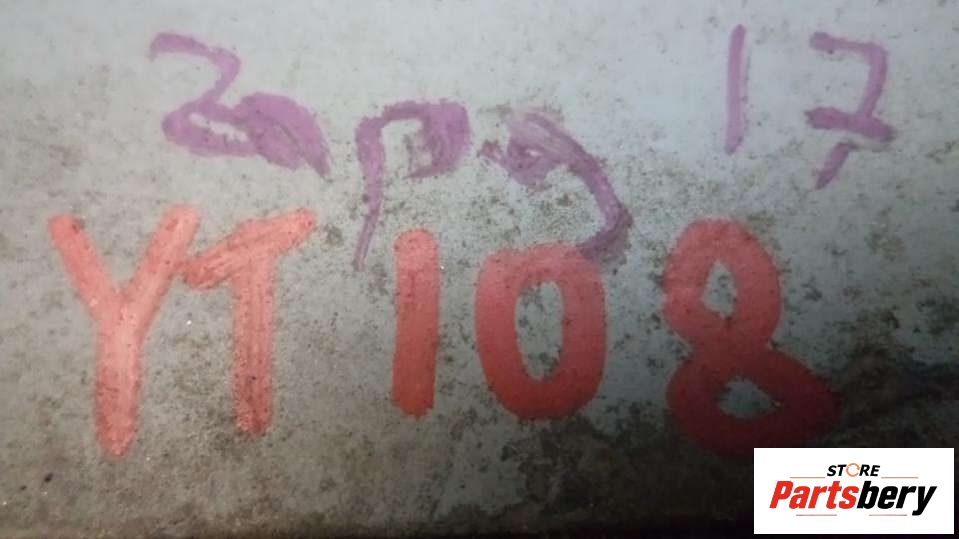 17
YT108
STORE
Partsbery